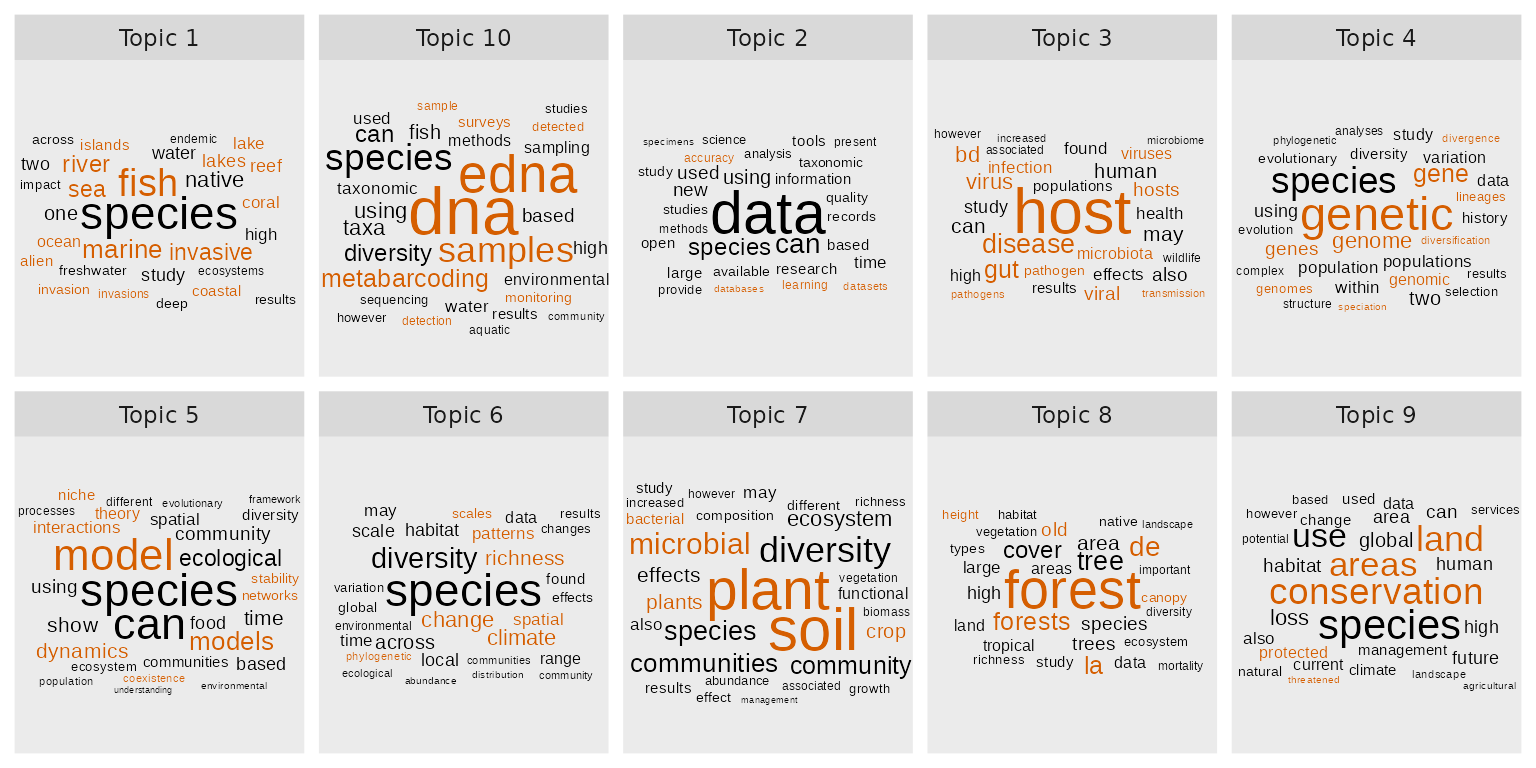 Topic 1
across islands endemic lake
two river water lakes reef
impact sea fish native
one species coral
ocean marine invasive high
alien freshwater study ecosystems
invasion invasions deep coastal results
Topic 10
sample studies
used can fish surveys detected
species methods sampling
taxonomic edna
using dna based
taxa
diversity samples high
metabarcoding environmental
sequencing water monitoring
however detection results community
aquatic
Topic 2
specimens science tools present
accuracy analysis taxonomic
study used using information
new quality
studies data records
methods
open species can based
large available research time
provide databases learning datasets
Topic 3
however increased microbiome
bd associated found viruses
infection human
virus populations hosts
study host health
can may
disease microbiota wildlife
high gut pathogen effects also
pathogens results viral transmission
Topic 4
phylogenetic analyses study divergence
evolutionary diversity variation
species gene data
lineages
using genetic history
evolution
genes genome diversification
complex population populations results
genomes within genomic
structure speciation two selection
Topic 5
niche different evolutionary framework
processes theory spatial diversity
interactions community
model ecological
using species stability
networks
show can food time
dynamics models
ecosystem communities based
population coexistence
understanding environmental
Topic 6
may scales data results
scale habitat patterns changes
diversity richness
variation species found
global effects
environmental change spatial
time across climate
phylogenetic local communities range
ecological abundance distribution community
Topic 7
study however may
increased different richness
bacterial composition ecosystem
microbial diversity
effects vegetation
plants plant functional
biomass
also species soil crop
communities community
results abundance associated growth
effect management
Topic 8
height habitat
vegetation old native landscape
types cover area de
large areas tree important
high forest canopy
land forests species diversity
tropical trees ecosystem
richness study la data mortality
Topic 9
based used data
however change area can services
potential use global land
habitat areas human
conservation
loss species high
also management
protected current future
natural threatened climate landscape
agricultural